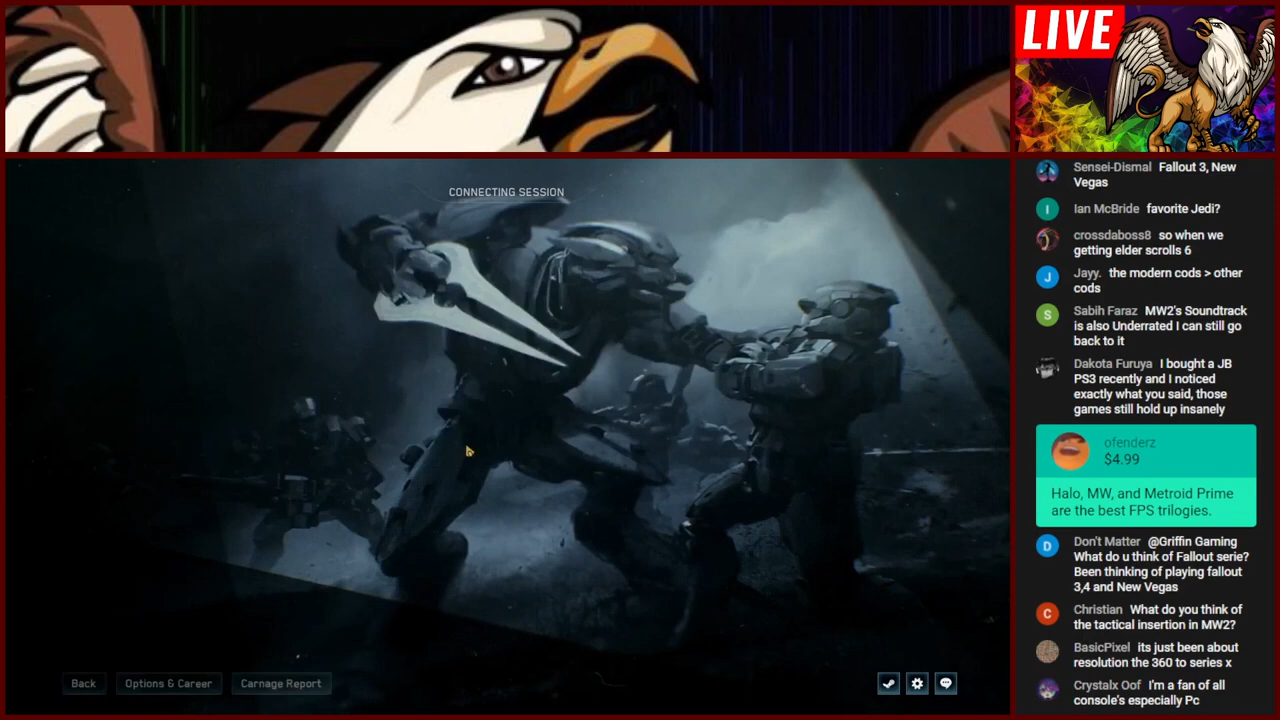 LIVE
CONNECTING SESSION
Back
Options & Career
Carnage Report
Sensei-Dismal Fallout 3, New
Vegas
I
Ian McBride favorite Jedi?
crossdaboss8 so when we
getting elder scrolls 6
J
Jayy. the modern cods > other
cods
S
Sabih Faraz MW2's Soundtrack
is also Underrated I can still go
back to it
Dakota Furuya I bought a JB
PS3 recently and I noticed
exactly what you said, those
games still hold up insanely
ofenderz
$4.99
Halo, MW, and Metroid Prime
are the best FPS trilogies.
D
Don't Matter @Griffin Gaming
What do u think of Fallout serie?
Been thinking of playing fallout
3,4 and New Vegas
C
Christian What do you think of
the tactical insertion in MW2?
BasicPixel its just been about
resolution the 360 to series x
Crystalx Oof I'm a fan of all
console's especially Pc